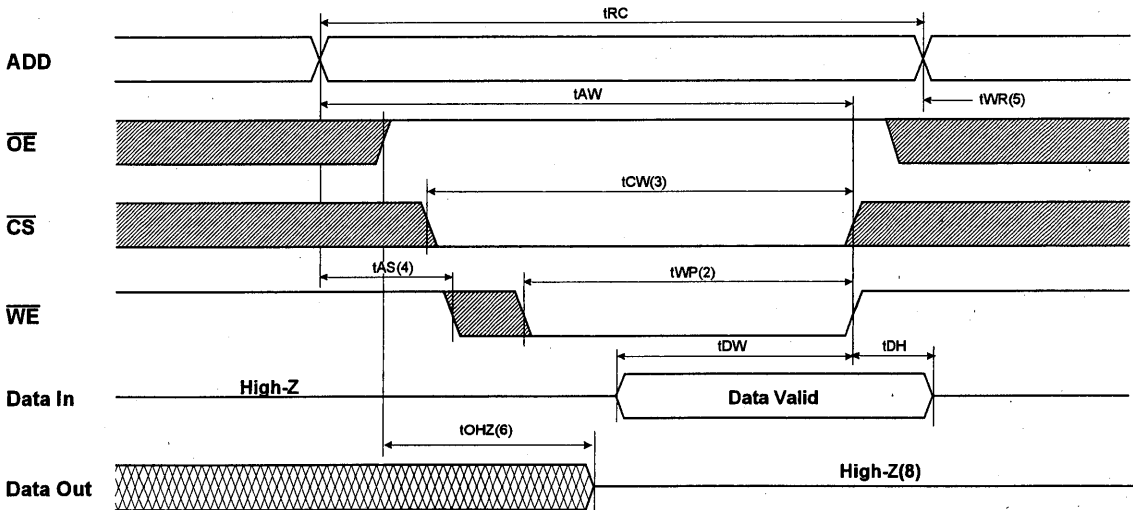 tRC
ADD
tAW
tWR(5)
OE
tCW(3)
CS
tAS(4)
tWP(2)
WE
tDW
tDH
High-Z
Data In
Data Valid
tOHZ(6)
High-Z(8)
Data Out